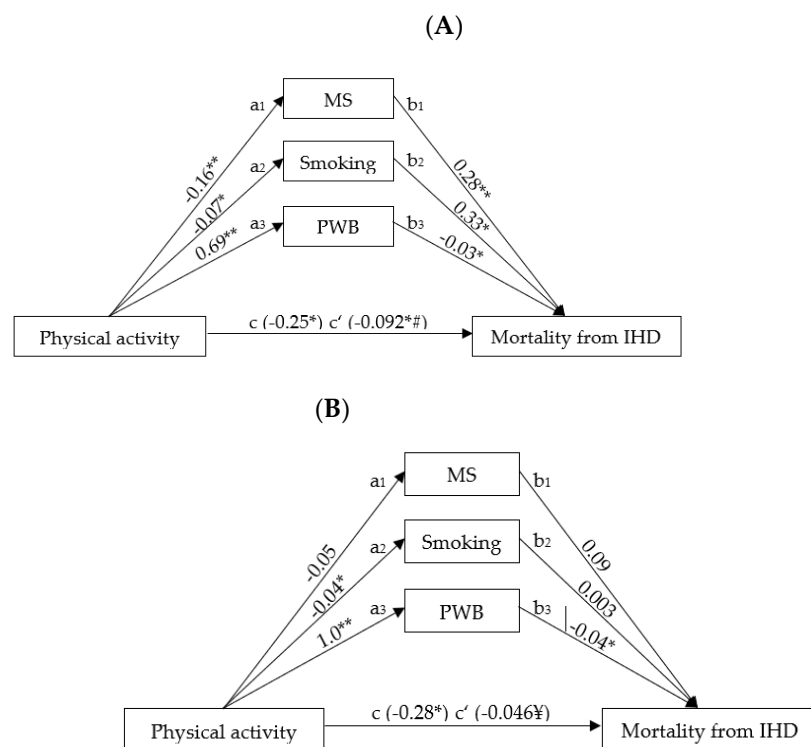 (A)
a1 MS b1
-0.16** 0.28**
a2 Smoking b2
-0.07* 0.33*
a3 PWB b3
0.69** -0.03*
Physical activity c (-0.25*) c‘ (-0.092*#) Mortality from IHD
(B)
a1 MS b1
-0.05 0.09
a2 Smoking b2
-0.04* 0.003
a3 PWB b3
1.0** -0.04*
Physical activity c (-0.28*) c‘ (-0.046¥) Mortality from IHD